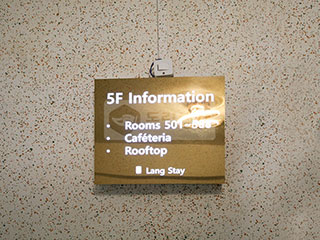 5F Information
• Rooms 501-
• Caféteria
• Rooftop
Lang Stay